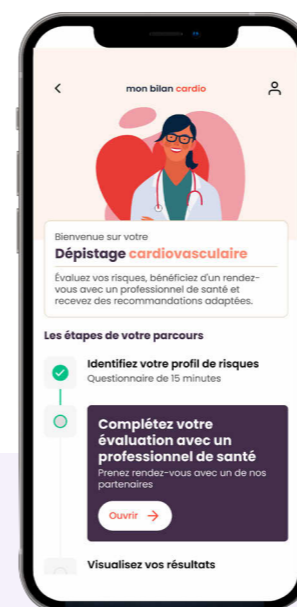 mon bilan cardio
Bienvenue sur votre
Dépistage cardiovasculaire
Évaluez vos risques, bénéficiez d'un rendez-
vous avec un professionnel de santé et
recevez des recommandations adaptées.
Les étapes de votre parcours
Identifiez votre profil de risques
Questionnaire de 15 minutes
Complétez votre
évaluation avec un
professionnel de santé
Prenez rendez-vous avec un de nos
partenaires
Ouvrir
Visualisez vos résultats